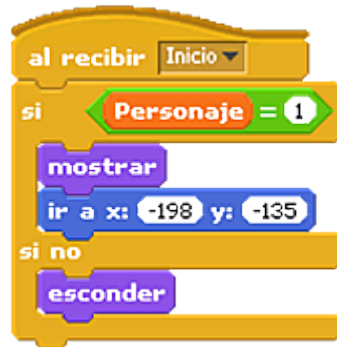 al recibir Inicio
si Personaje = 1
mostrar
ir a x: -198 y: -135
si no
esconder